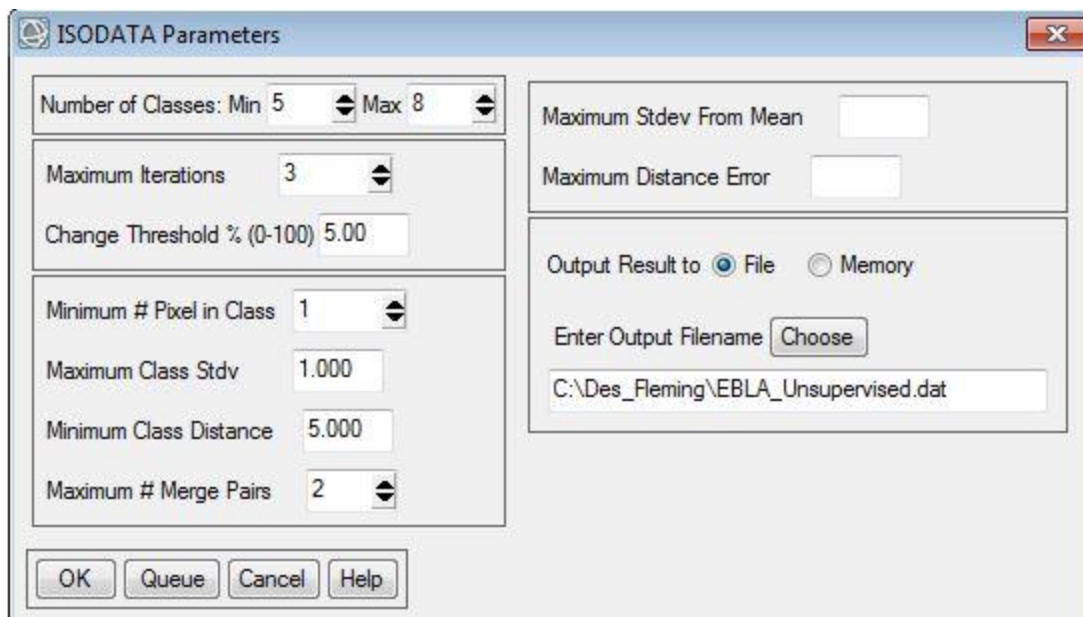 ISODATA Parameters
Number of Classes: Min 5 Max 8
Maximum Iterations 3
Change Threshold % (0-100) 5.00
Minimum # Pixel in Class 1
Maximum Class Stdv 1.000
Minimum Class Distance 5.000
Maximum # Merge Pairs 2
Maximum Stdev From Mean
Maximum Distance Error
Output Result to File Memory
Enter Output Filename Choose
C:\Des_Fleming\EBLA_Unsupervised.dat
OK Queue Cancel Help